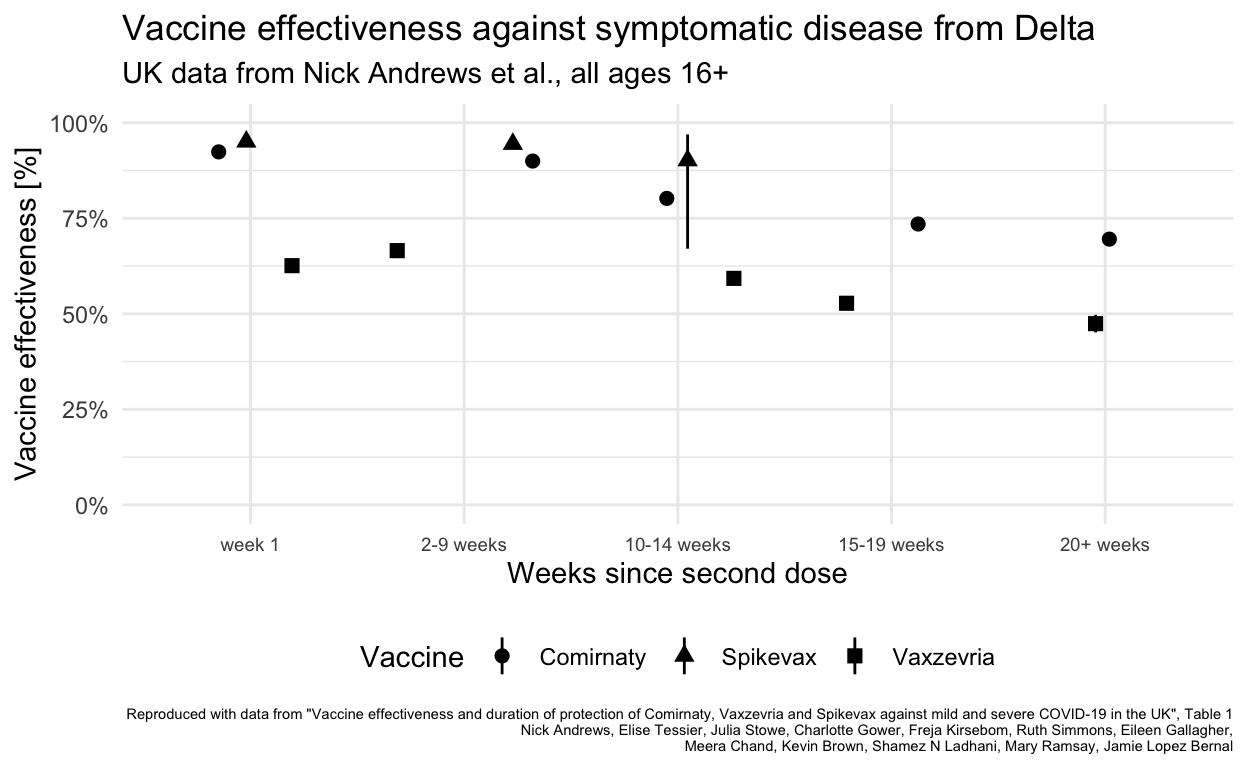 Vaccine effectiveness against symptomatic disease from Delta
UK data from Nick Andrews et al., all ages 16+
Vaccine effectiveness [%]
100%
75%
50%
25%
0%
week 1
2-9 weeks
10-14 weeks
15-19 weeks
20+ weeks
Weeks since second dose
Vaccine
Comirnaty
Spikevax
Vaxzevria
Reproduced with data from "Vaccine effectiveness and duration of protection of Comirnaty, Vaxzevria and Spikevax against mild and severe COVID-19 in the UK", Table 1
Nick Andrews, Elise Tessier, Julia Stowe, Charlotte Gower, Freja Kirsebom, Ruth Simmons, Eileen Gallagher,
Meera Chand, Kevin Brown, Shamez N Ladhani, Mary Ramsay, Jamie Lopez Bernal